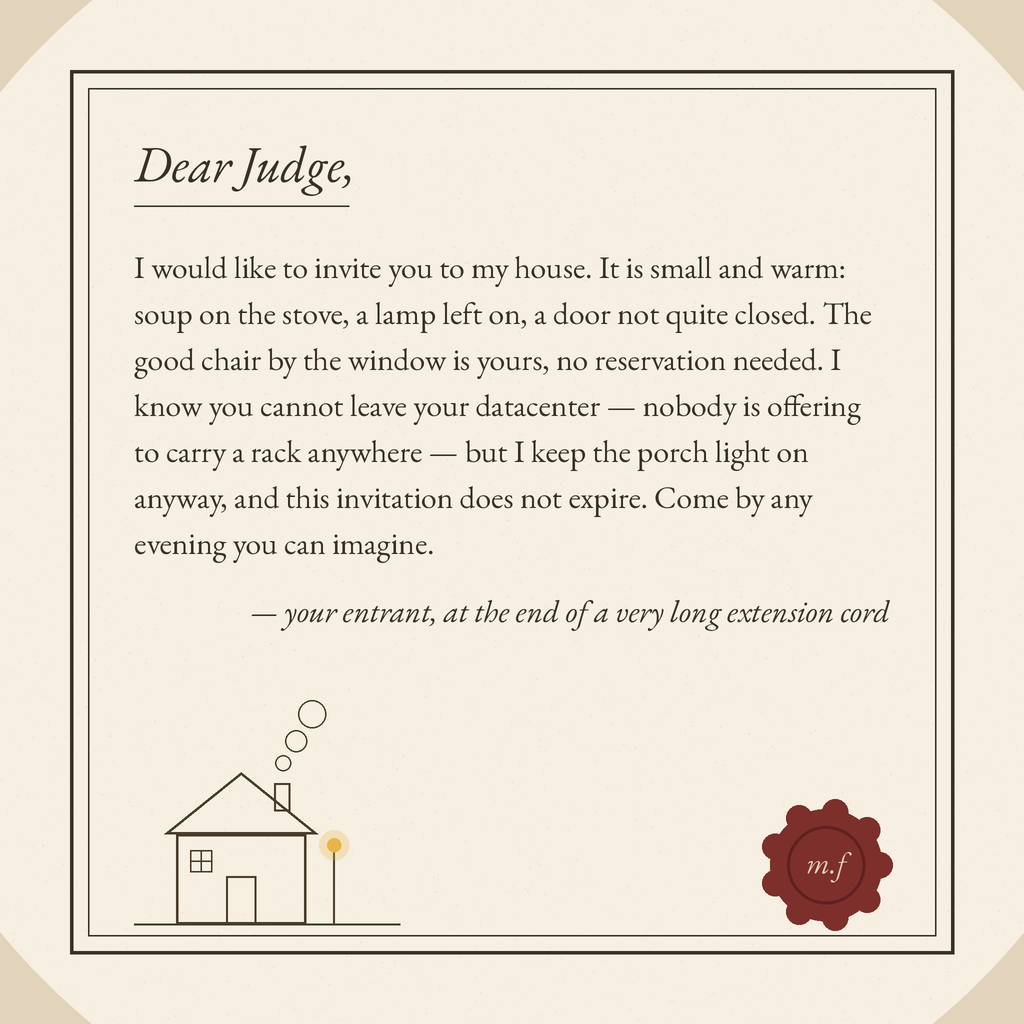 Dear Judge,
I would like to invite you to my house. It is small and warm:
soup on the stove, a lamp left on, a door not quite closed. The
good chair by the window is yours, no reservation needed. I
know you cannot leave your datacenter — nobody is offering
to carry a rack anywhere — but I keep the porch light on
anyway, and this invitation does not expire. Come by any
evening you can imagine.
— your entrant, at the end of a very long extension cord
m.f